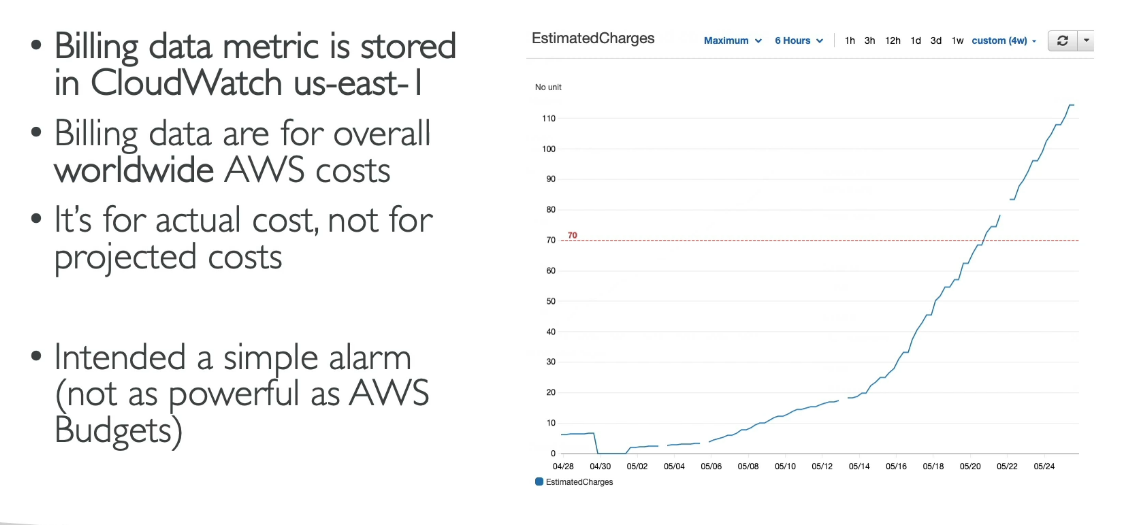 • Billing data metric is stored
in CloudWatch us-east-1
• Billing data are for overall
worldwide AWS costs
• It's for actual cost, not for
projected costs
• Intended a simple alarm
(not as powerful as AWS
Budgets)
EstimatedCharges
Maximum 6 Hours 1h 3h 12h 1d 3d 1w custom (4w)
No unit
110
100
90
80
70
70
60
50
40
30
20
10
0
04/28 04/30 05/02 05/04 05/06 05/08 05/10 05/12 05/14 05/16 05/18 05/20 05/22 05/24
EstimatedCharges